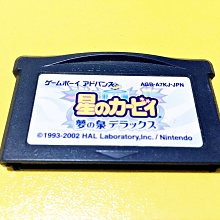 ゲームボーイ アドバンス
AGB-A7KJ-JPN
星のカービィ
夢の泉 デラックス
©1993-2002 HAL Laboratory,Inc. / Nintendo